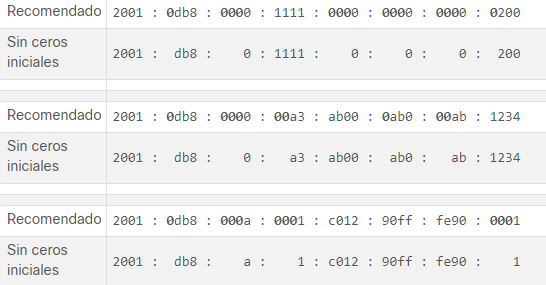 Recomendado 2001 : 0db8 : 0000 : 1111 : 0000 : 0000 : 0000 : 0200
Sin ceros iniciales 2001 : db8 : 0 : 1111 : 0 : 0 : 0 : 200
Recomendado 2001 : 0db8 : 0000 : 00a3 : ab00 : 0ab0 : 00ab : 1234
Sin ceros iniciales 2001 : db8 : 0 : a3 : ab00 : ab0 : ab : 1234
Recomendado 2001 : 0db8 : 000a : 0001 : c012 : 90ff : fe90 : 0001
Sin ceros iniciales 2001 : db8 : a : 1 : c012 : 90ff : fe90 : 1